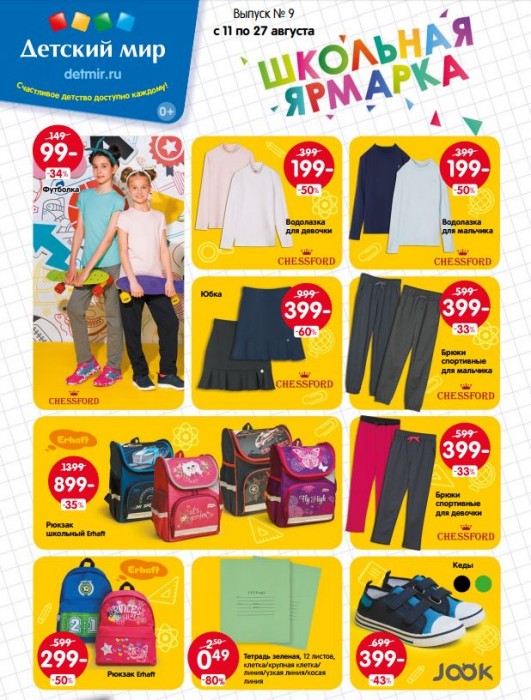 Детский мир
detmir.ru
Счастливое детство доступно каждому!
0+
Выпуск № 9
с 11 по 27 августа
ШКОЛЬНАЯ
ЯРМАРКА
149-
99-
-34%
Футболка
CHESSFORD
399-
199-
-50%
Водолазка
для девочки
CHESSFORD
399-
199-
-50%
Водолазка
для мальчика
CHESSFORD
Юбка
999-
399-
-60%
CHESSFORD
599-
399-
-33%
Брюки
спортивные
для мальчика
CHESSFORD
Erhaft
1399-
899-
-35%
Рюкзак
школьный Erhaft
Fly High
599-
399-
-33%
Брюки
спортивные
для девочки
CHESSFORD
Erhaft
599-
299-
-50%
Рюкзак Erhaft
2.50
0.49
-80%
Тетрадь зеленая, 12 листов,
клетка/крупная клетка/
линия/узкая линия/косая
линия
Кеды
699-
399-
-43%
JOOK